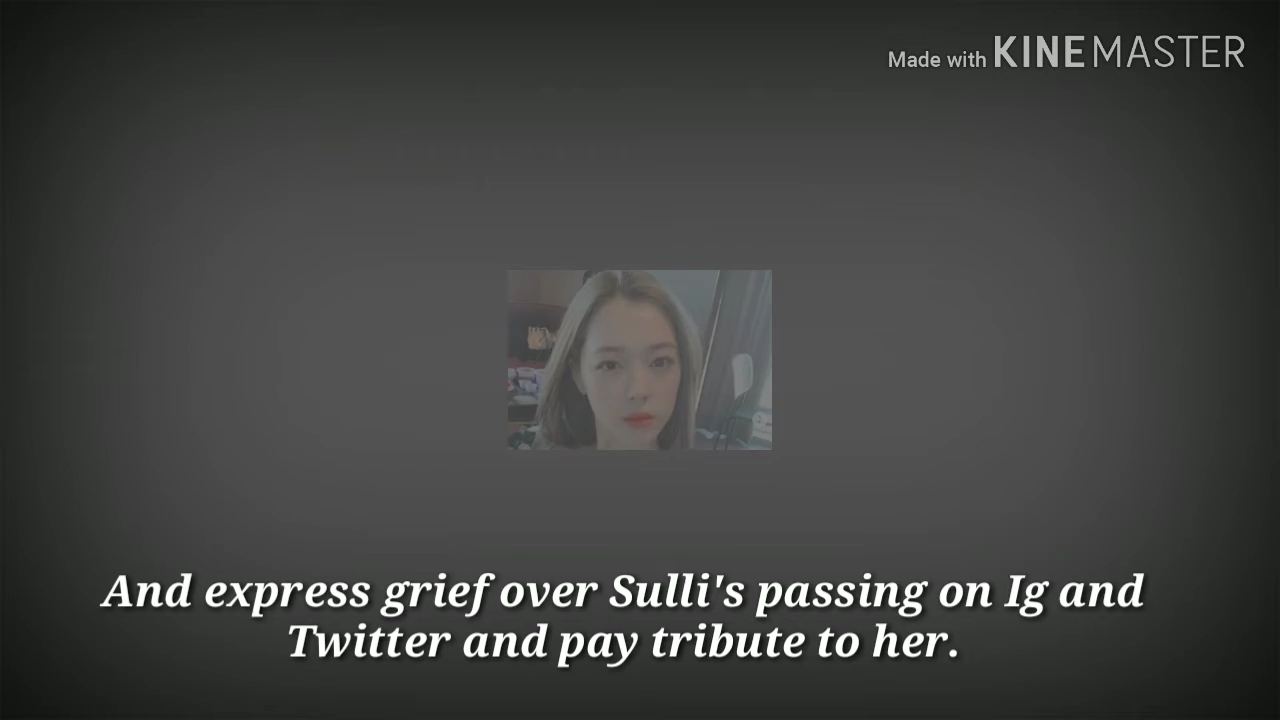 Made with KINEMASTER
And express grief over Sulli's passing on Ig and
Twitter and pay tribute to her.